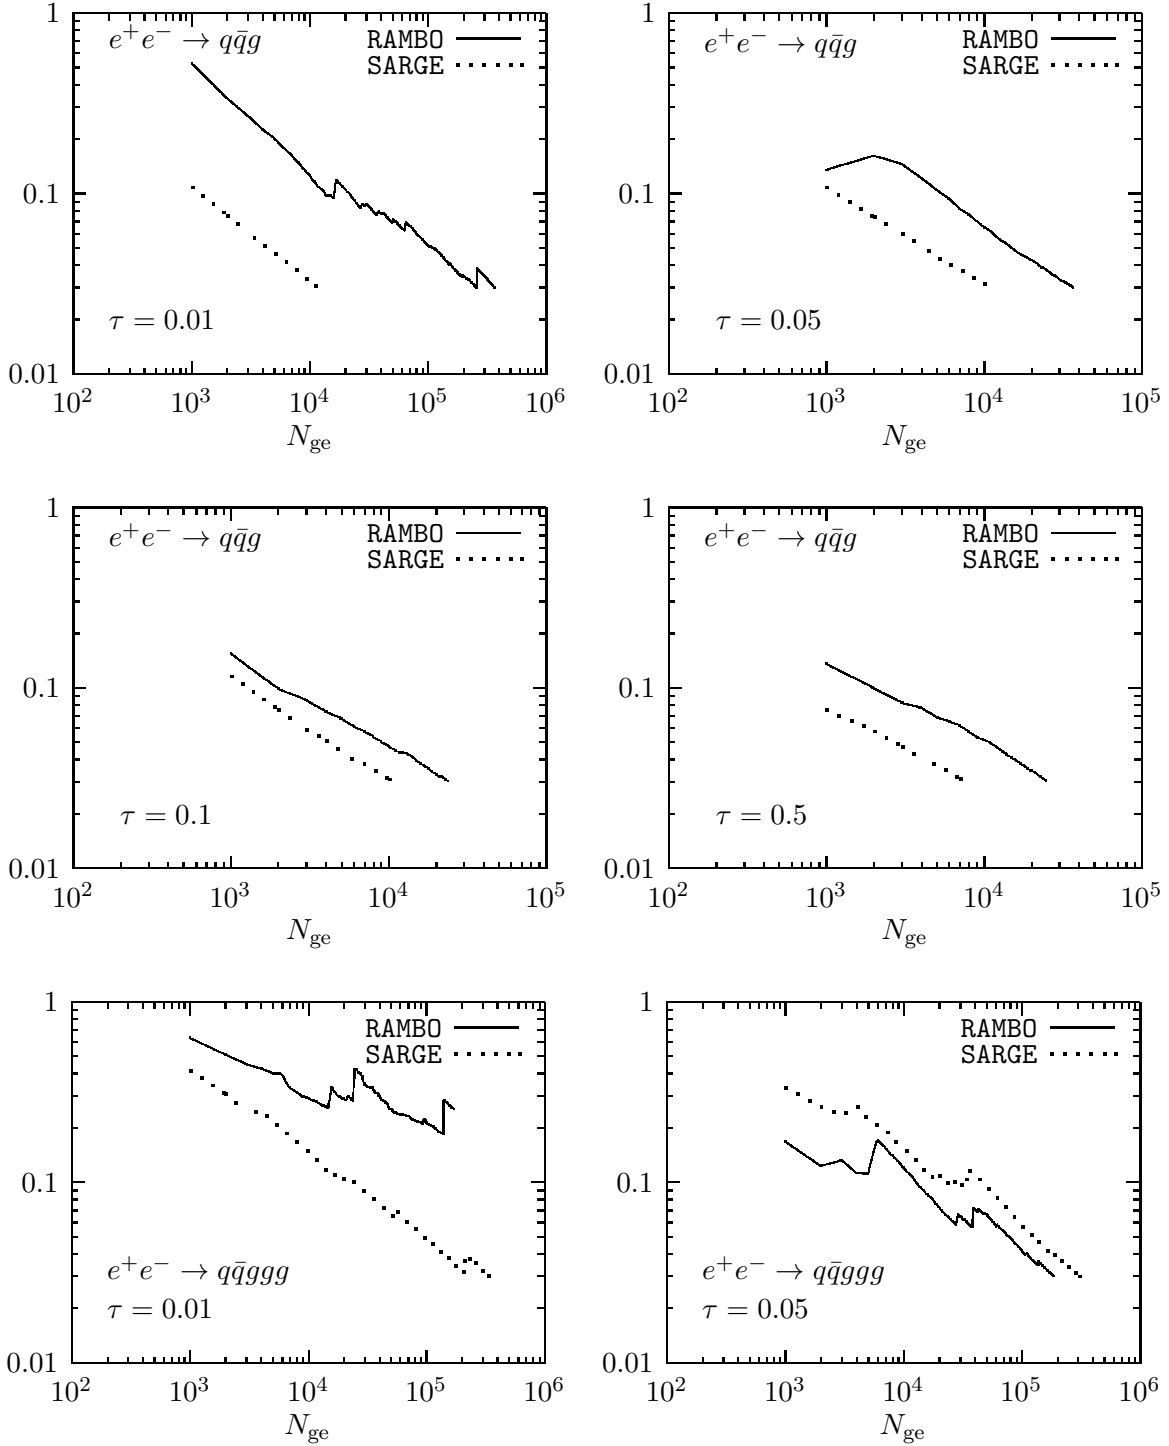 1
e⁺e⁻ → qq̄g
RAMBO
SARGE
0.1
τ = 0.01
0.01
10² 10³ 10⁴ 10⁵ 10⁶
N_ge
1
e⁺e⁻ → qq̄g
RAMBO
SARGE
0.1
τ = 0.05
0.01
10² 10³ 10⁴ 10⁵
N_ge
1
e⁺e⁻ → qq̄g
RAMBO
SARGE
0.1
τ = 0.1
0.01
10² 10³ 10⁴ 10⁵
N_ge
1
e⁺e⁻ → qq̄g
RAMBO
SARGE
0.1
τ = 0.5
0.01
10² 10³ 10⁴ 10⁵
N_ge
1
RAMBO
SARGE
0.1
e⁺e⁻ → qq̄ggg
τ = 0.01
0.01
10² 10³ 10⁴ 10⁵ 10⁶
N_ge
1
RAMBO
SARGE
0.1
e⁺e⁻ → qq̄ggg
τ = 0.05
0.01
10² 10³ 10⁴ 10⁵ 10⁶
N_ge